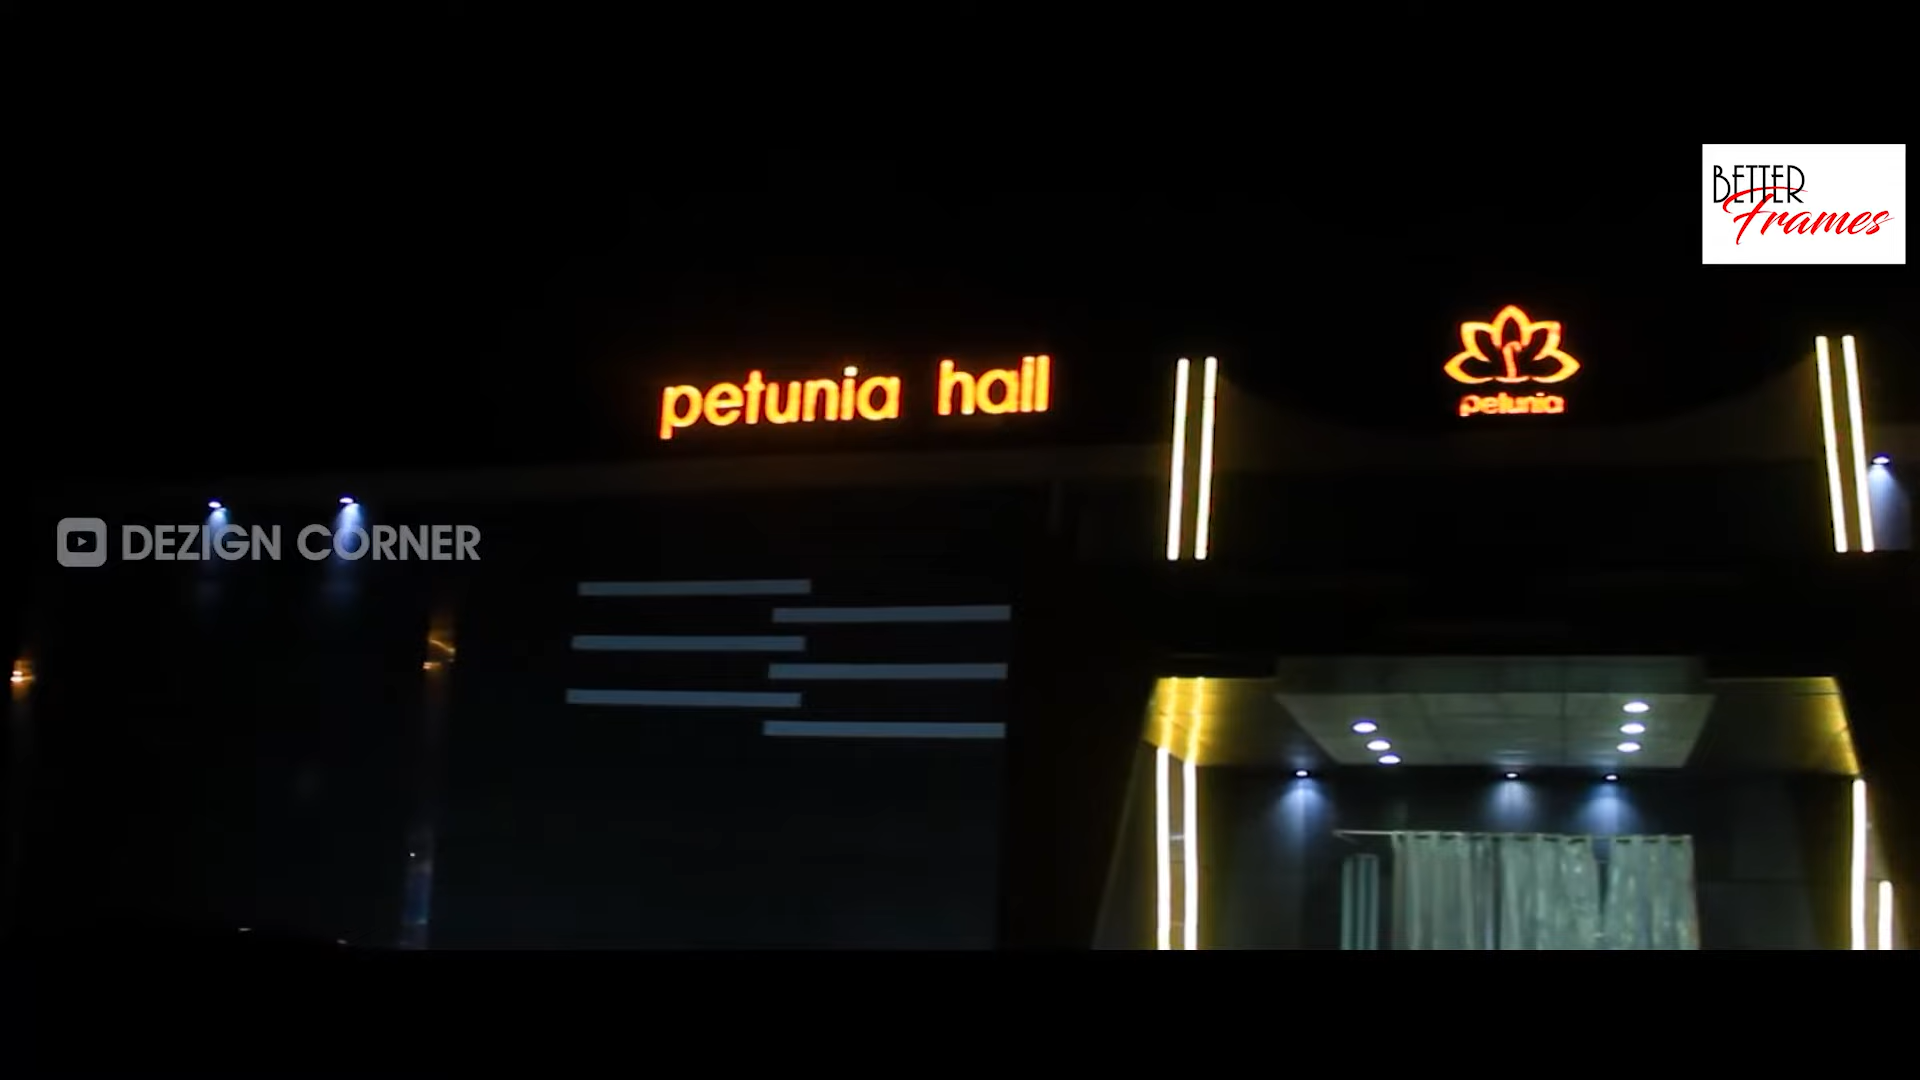 BETTER
Frames
petunia hall
petunia
DEZIGN CORNER